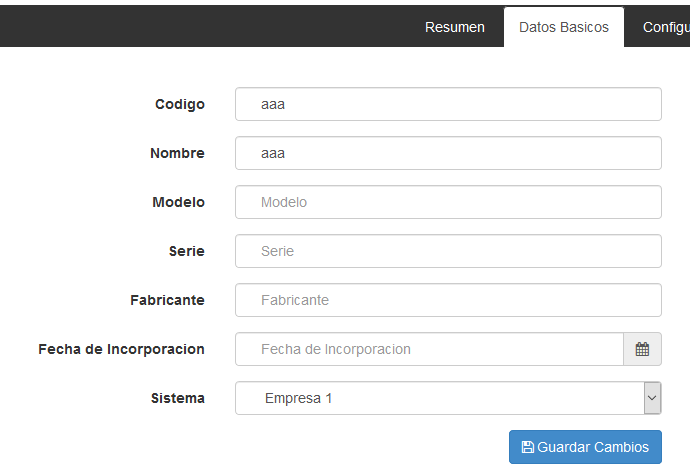 Resumen Datos Basicos Configu
Codigo aaa
Nombre aaa
Modelo Modelo
Serie Serie
Fabricante Fabricante
Fecha de Incorporacion Fecha de Incorporacion
Sistema Empresa 1
Guardar Cambios